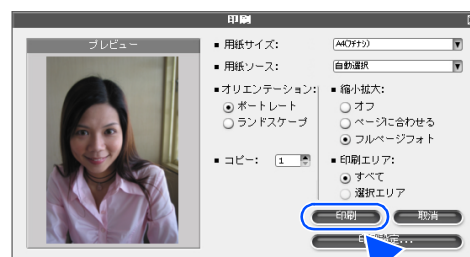 印刷
プレビュー
■ 用紙サイズ:
A4(フチナシ)
■ 用紙ソース:
自動選択
■オリエンテーション:
ポートレート
ランドスケープ
■ 縮小拡大:
オフ
ページに合わせる
フルページフォト
■ コピー:
1
■ 印刷エリア:
すべて
選択エリア
印刷
取消